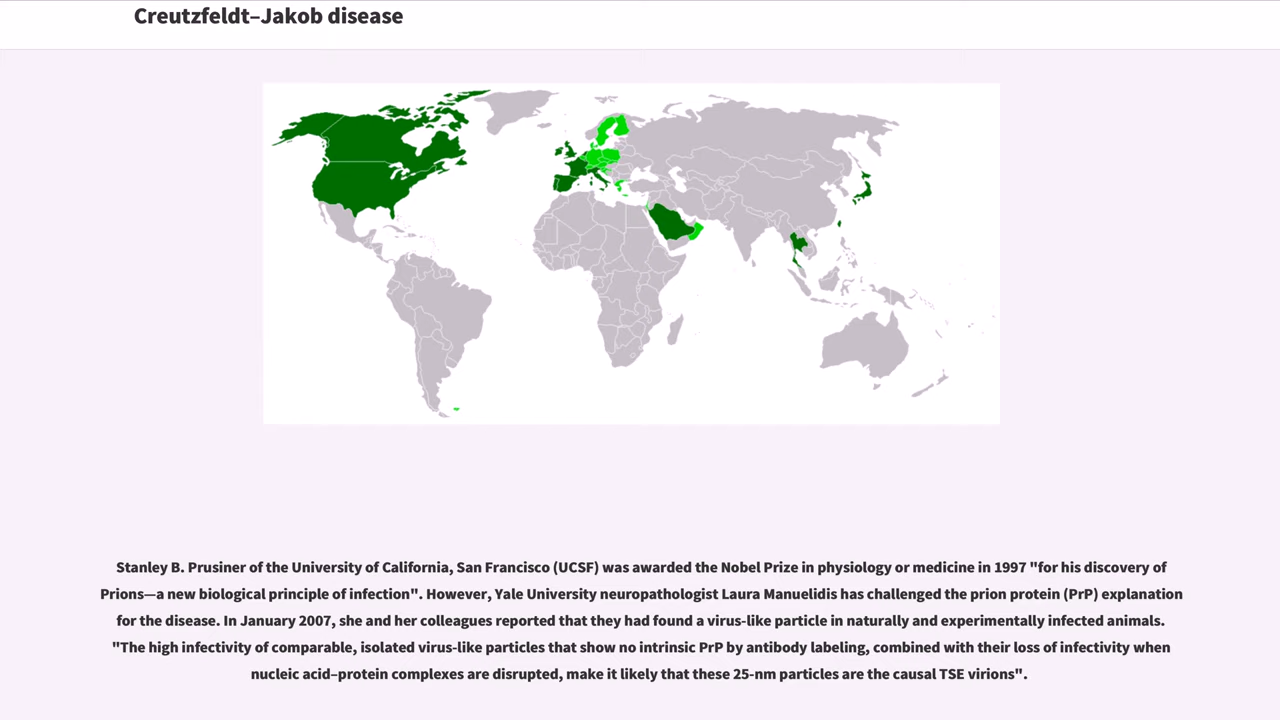 Creutzfeldt–Jakob disease
Stanley B. Prusiner of the University of California, San Francisco (UCSF) was awarded the Nobel Prize in physiology or medicine in 1997 "for his discovery of
Prions—a new biological principle of infection". However, Yale University neuropathologist Laura Manuelidis has challenged the prion protein (PrP) explanation
for the disease. In January 2007, she and her colleagues reported that they had found a virus-like particle in naturally and experimentally infected animals.
"The high infectivity of comparable, isolated virus-like particles that show no intrinsic PrP by antibody labeling, combined with their loss of infectivity when
nucleic acid–protein complexes are disrupted, make it likely that these 25-nm particles are the causal TSE virions".